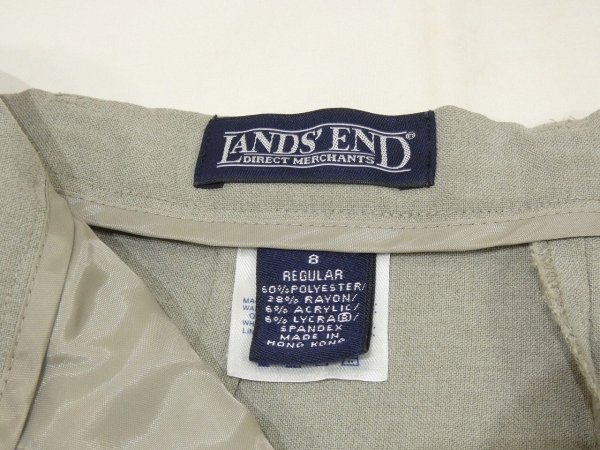 LANDS' END®
DIRECT MERCHANTS
8
REGULAR
60% POLYESTER/
28% RAYON/
6% ACRYLIC/
6% LYCRA®/
SPANDEX
MADE IN
HONG KONG